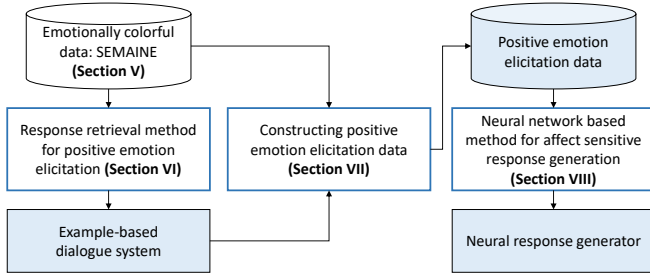 Emotionally colorful
data: SEMAINE
(Section V)
Response retrieval method
for positive emotion
elicitation (Section VI)
Example-based
dialogue system
Constructing positive
emotion elicitation data
(Section VII)
Positive emotion
elicitation data
Neural network based
method for affect sensitive
response generation
(Section VIII)
Neural response generator